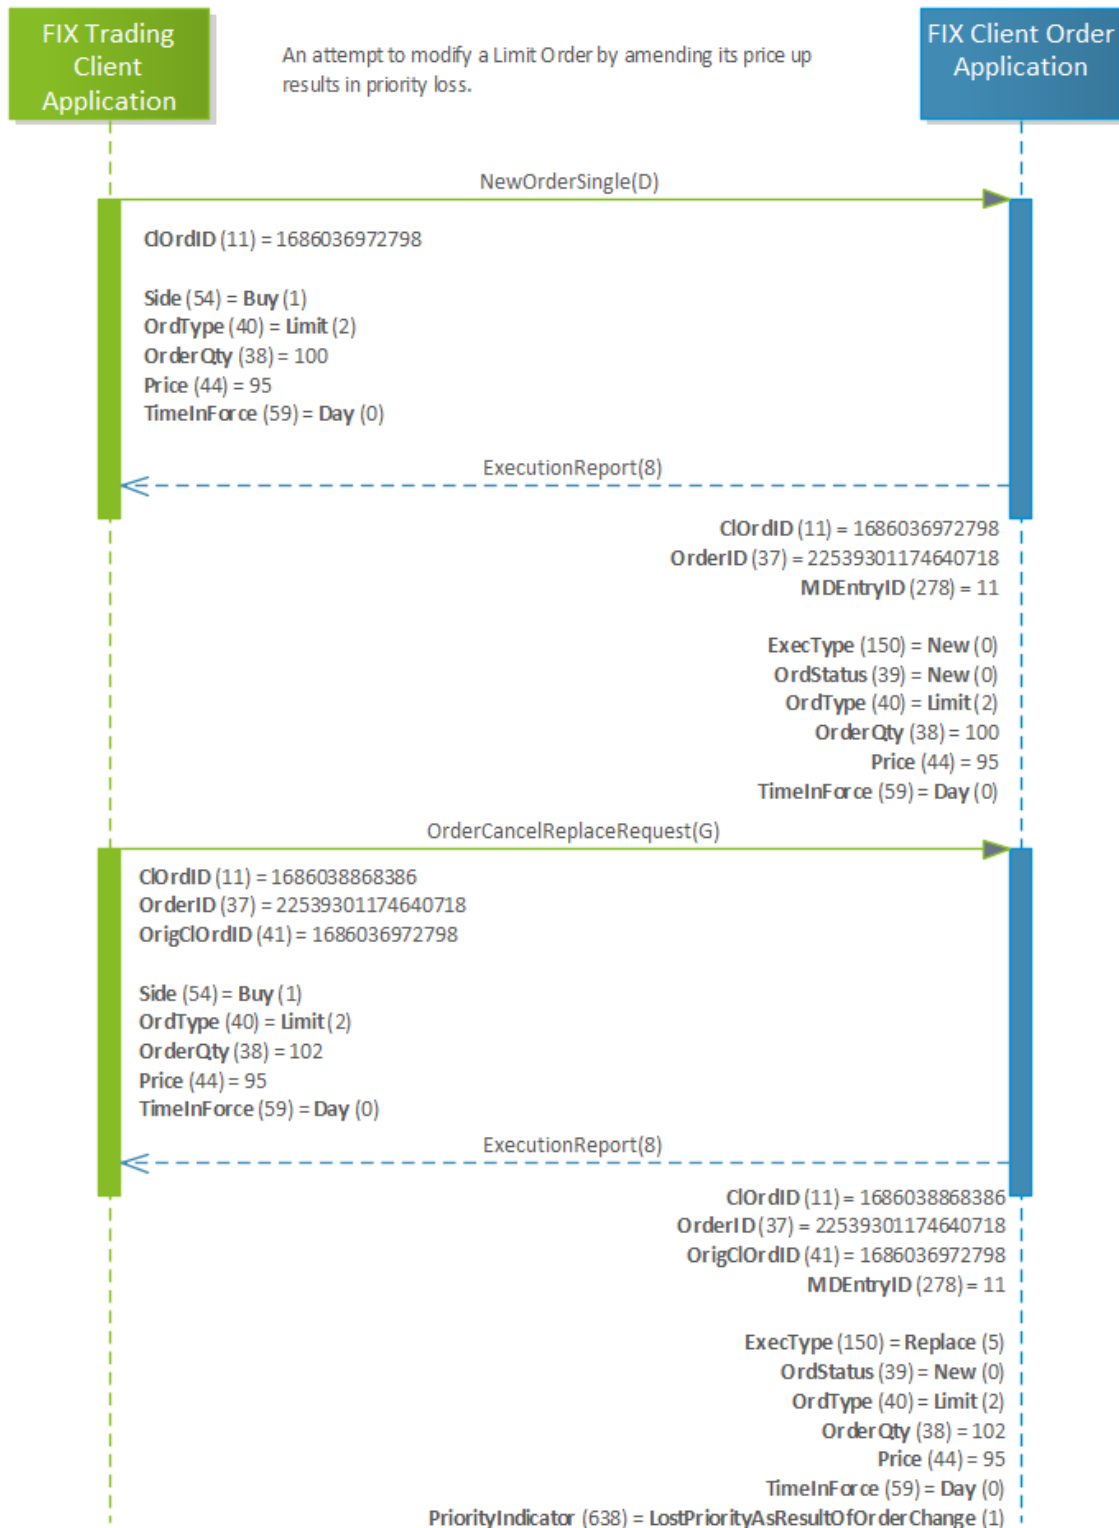 FIX Trading
Client
Application
An attempt to modify a Limit Order by amending its price up
results in priority loss.
FIX Client Order
Application
NewOrderSingle(D)
ClOrdID (11) = 1686036972798
Side (54) = Buy (1)
OrdType (40) = Limit (2)
OrderQty (38) = 100
Price (44) = 95
TimeInForce (59) = Day (0)
ExecutionReport(8)
ClOrdID (11) = 1686036972798
OrderID (37) = 22539301174640718
MDEntryID (278) = 11
ExecType (150) = New (0)
OrdStatus (39) = New (0)
OrdType (40) = Limit (2)
OrderQty (38) = 100
Price (44) = 95
TimeInForce (59) = Day (0)
OrderCancelReplaceRequest(G)
ClOrdID (11) = 1686038868386
OrderID (37) = 22539301174640718
OrigClOrdID (41) = 1686036972798
Side (54) = Buy (1)
OrdType (40) = Limit (2)
OrderQty (38) = 102
Price (44) = 95
TimeInForce (59) = Day (0)
ExecutionReport(8)
ClOrdID (11) = 1686038868386
OrderID (37) = 22539301174640718
OrigClOrdID (41) = 1686036972798
MDEntryID (278) = 11
ExecType (150) = Replace (5)
OrdStatus (39) = New (0)
OrdType (40) = Limit (2)
OrderQty (38) = 102
Price (44) = 95
TimeInForce (59) = Day (0)
PriorityIndicator (638) = LostPriorityAsResultOfOrderChange (1)